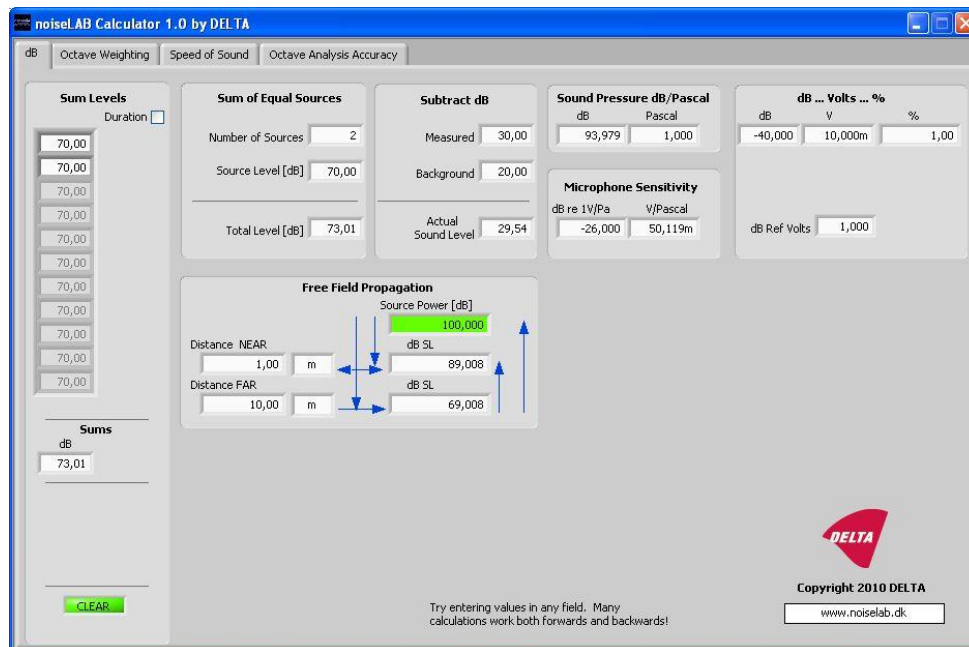 noiseLAB Calculator 1.0 by DELTA
dB Octave Weighting Speed of Sound Octave Analysis Accuracy
Sum Levels
Duration
70,00
70,00
70,00
70,00
70,00
70,00
70,00
70,00
70,00
70,00
70,00
Sums
dB
73,01
CLEAR
Sum of Equal Sources
Number of Sources 2
Source Level [dB] 70,00
Total Level [dB] 73,01
Subtract dB
Measured 30,00
Background 20,00
Actual
Sound Level 29,54
Sound Pressure dB/Pascal
dB Pascal
93,979 1,000
Microphone Sensitivity
dB re 1V/Pa V/Pascal
-26,000 50,119m
dB ... Volts ... %
dB V %
-40,000 10,000m 1,00
dB Ref Volts 1,000
Free Field Propagation
Source Power [dB]
100,000
Distance NEAR dB SL
1,00 m 89,008
Distance FAR dB SL
10,00 m 69,008
Try entering values in any field. Many
calculations work both forwards and backwards!
DELTA
Copyright 2010 DELTA
www.noiselab.dk